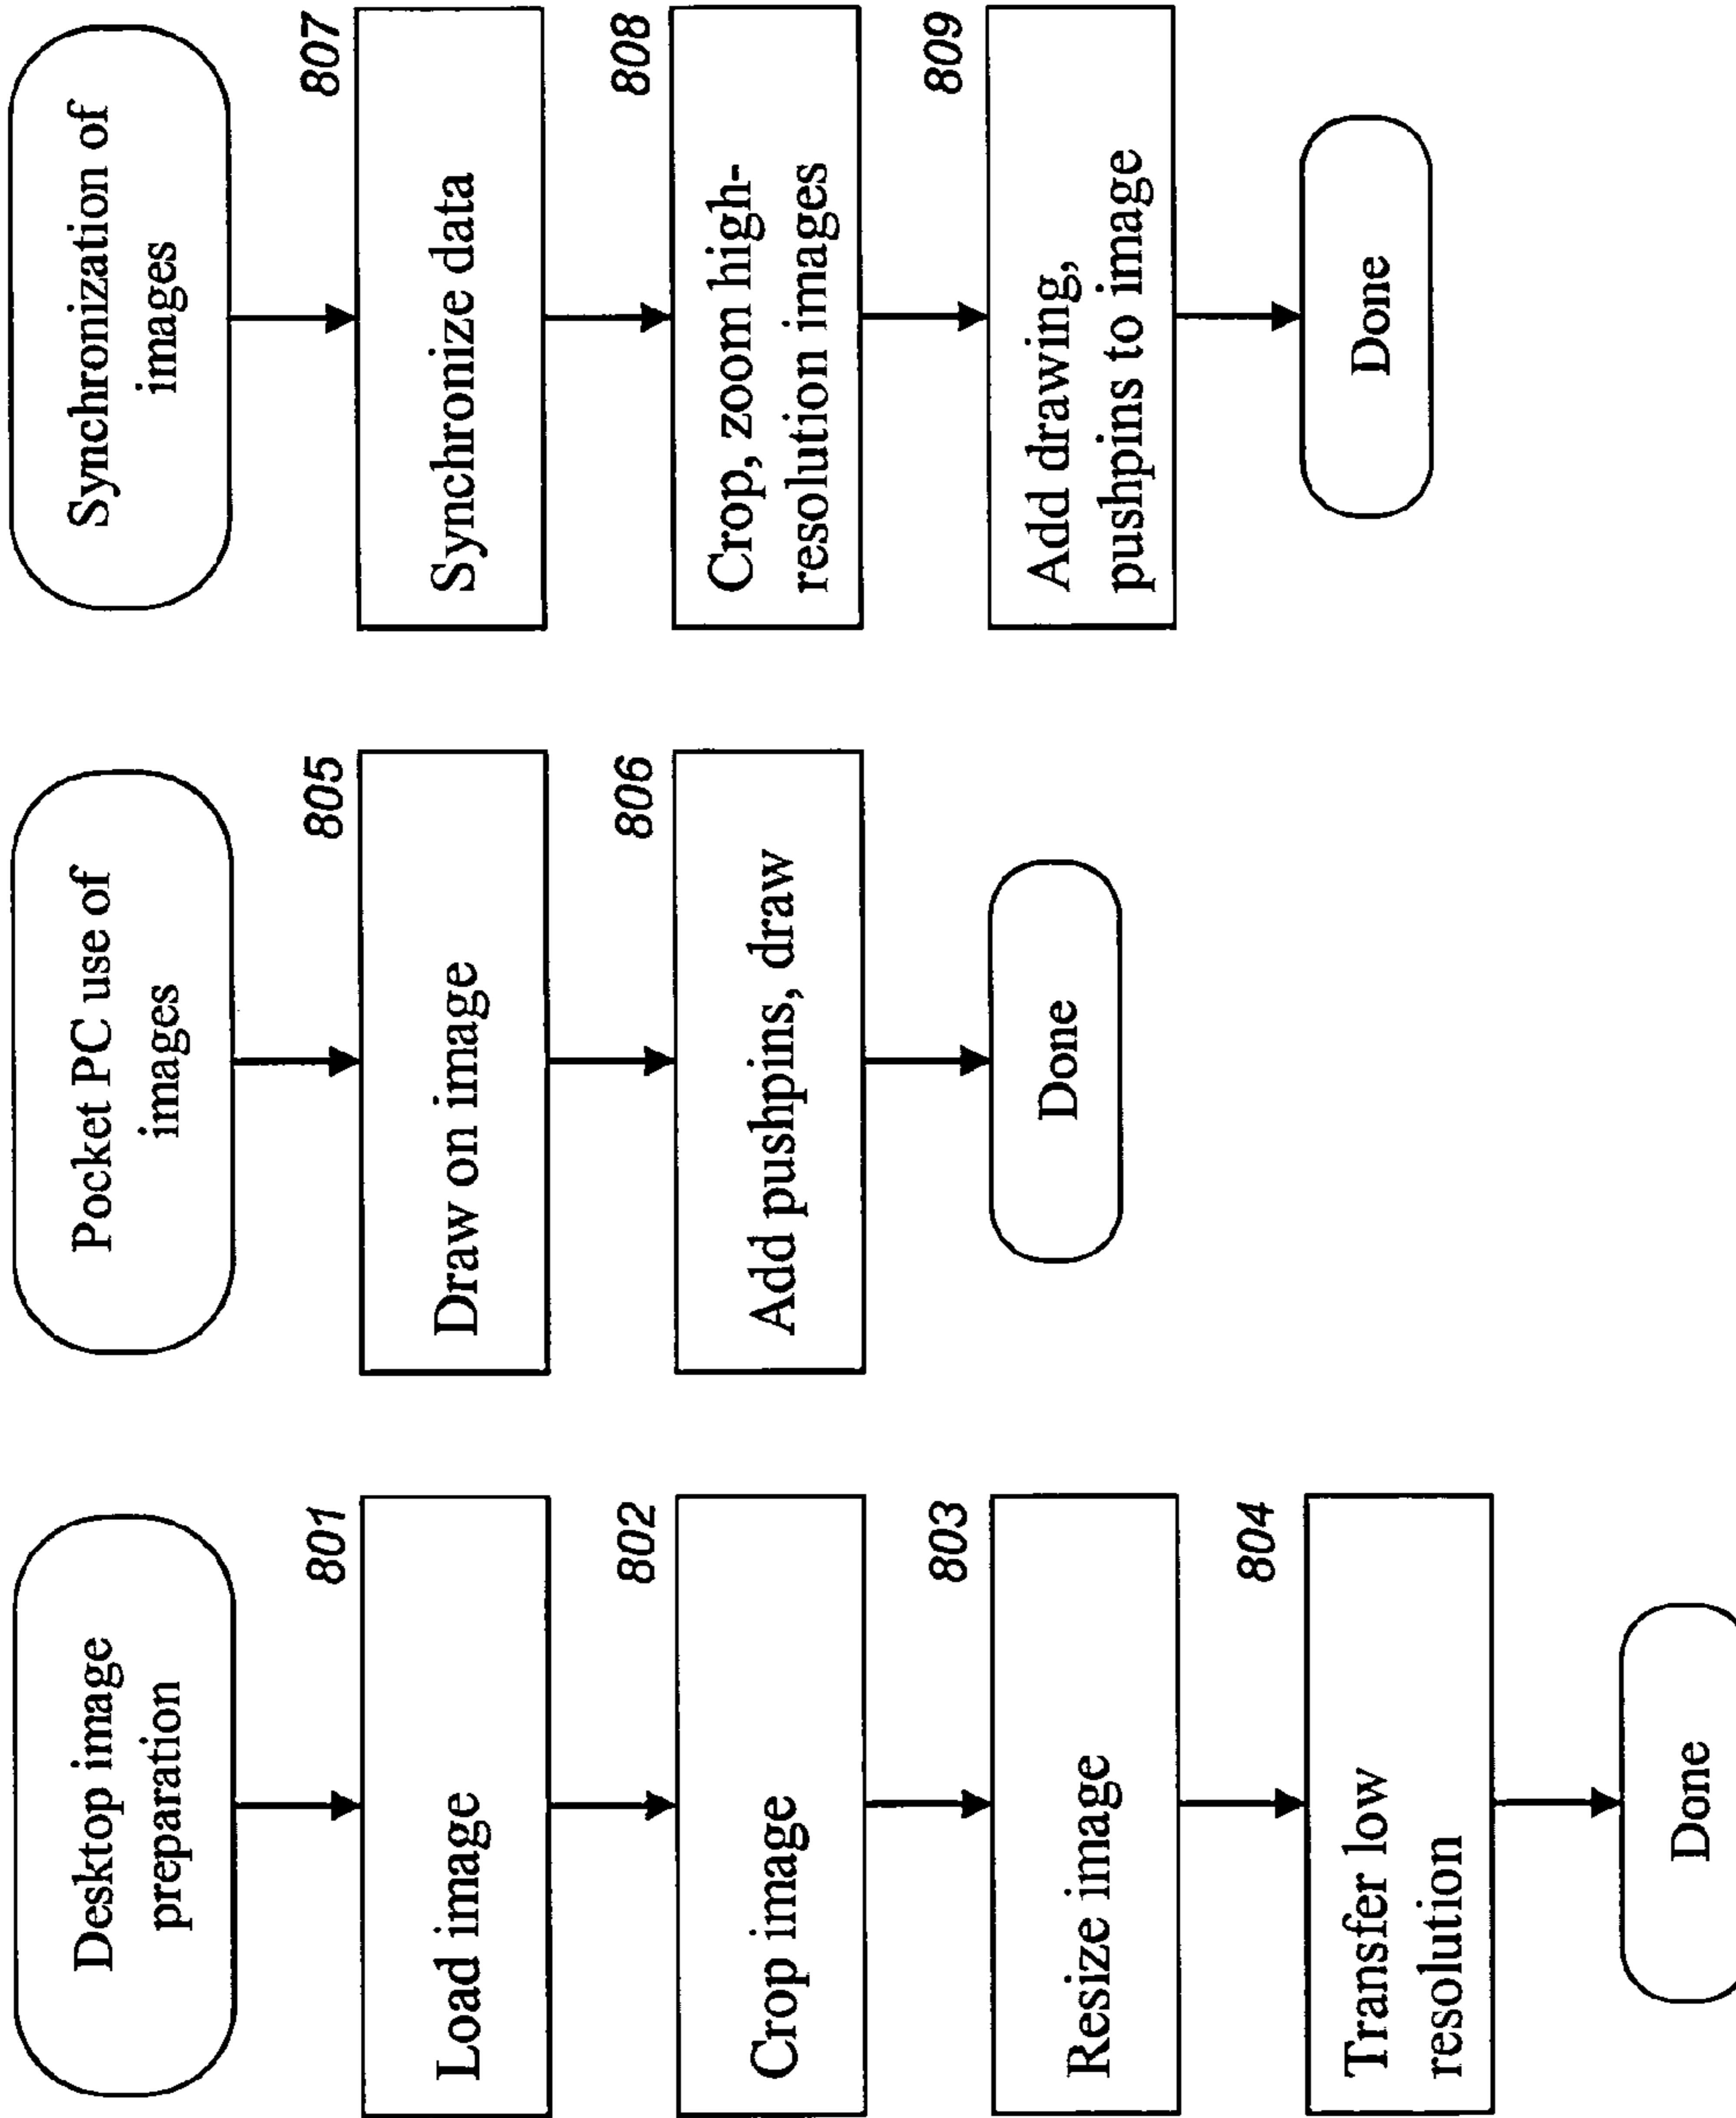 Desktop image
preparation
801
Load image
802
Crop image
803
Resize image
804
Transfer low
resolution
Done
Pocket PC use of
images
805
Draw on image
806
Add pushpins, draw
Done
Synchronization of
images
807
Synchronize data
808
Crop, zoom high-
resolution images
809
Add drawing,
pushpins to image
Done